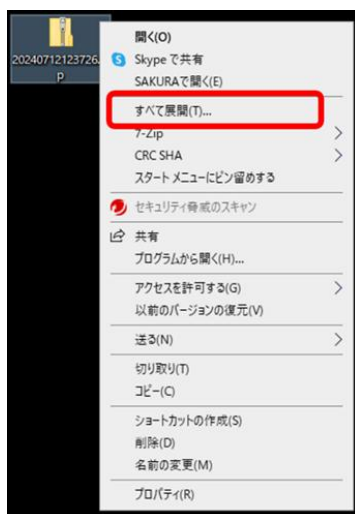 20240712123726.
p
開く(O)
Skype で共有
SAKURAで開く(E)
すべて展開(T)...
7-Zip
CRC SHA
スタート メニューにピン留めする
セキュリティ脅威のスキャン
共有
プログラムから開く(H)...
アクセスを許可する(G)
以前のバージョンの復元(V)
送る(N)
切り取り(T)
コピー(C)
ショートカットの作成(S)
削除(D)
名前の変更(M)
プロパティ(R)